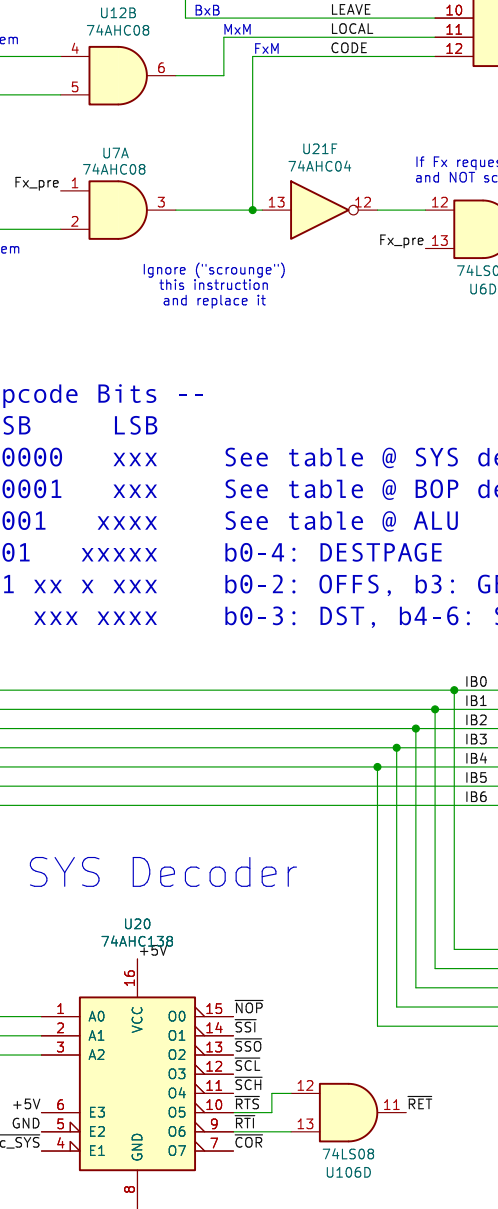 U12B
74AHC08
em
4
5
6
BxB
MxM
FxM
LEAVE
LOCAL
CODE
10
11
12
U7A
74AHC08
Fx_pre
1
2
3
em
U21F
74AHC04
13
12
If Fx reques
and NOT sc
12
Fx_pre
13
74LS0
U6D
Ignore ("scrounge")
this instruction
and replace it
pcode Bits --
SB LSB
0000 xxx See table @ SYS de
0001 xxx See table @ BOP de
001 xxxx See table @ ALU
01 xxxxx b0-4: DESTPAGE
1 xx x xxx b0-2: OFFS, b3: GE
xxx xxxx b0-3: DST, b4-6: S
IB0
IB1
IB2
IB3
IB4
IB5
IB6
SYS Decoder
U20
74AHC138
+5V
16
VCC
1 A0 O0 15 NOP
2 A1 O1 14 SSI
3 A2 O2 13 SSO
O3 12 SCL
O4 11 SCH
+5V 6 E3 O5 10 RTS
GND 5 E2 O6 9 RTI
c_SYS 4 E1 O7 7 COR
GND
8
12
13
11 RET
74LS08
U106D